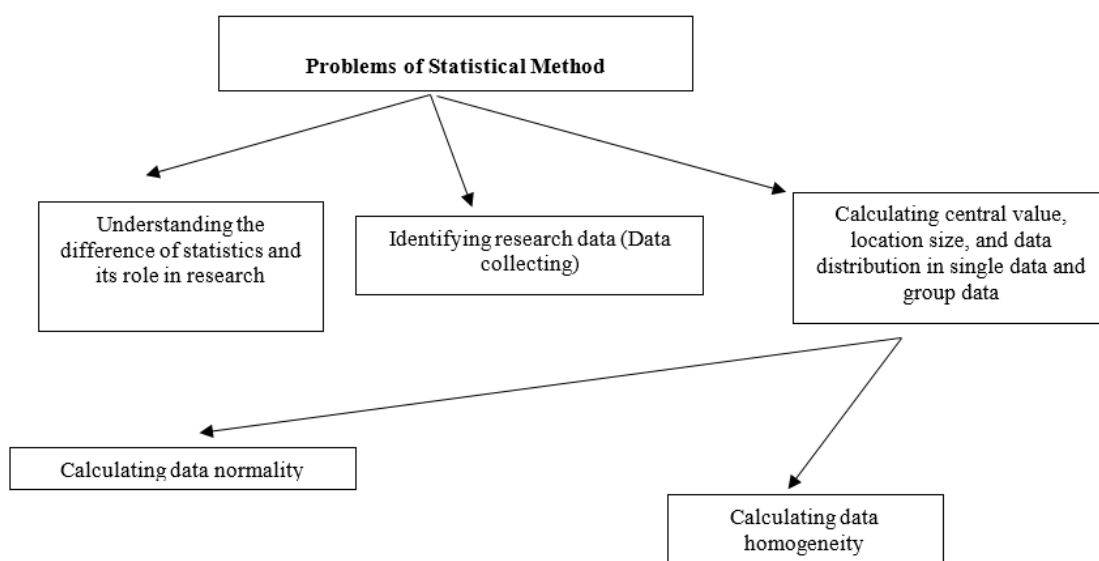 Problems of Statistical Method
Understanding the
difference of statistics and
its role in research
Identifying research data (Data
collecting)
Calculating central value,
location size, and data
distribution in single data and
group data
Calculating data normality
Calculating data
homogeneity